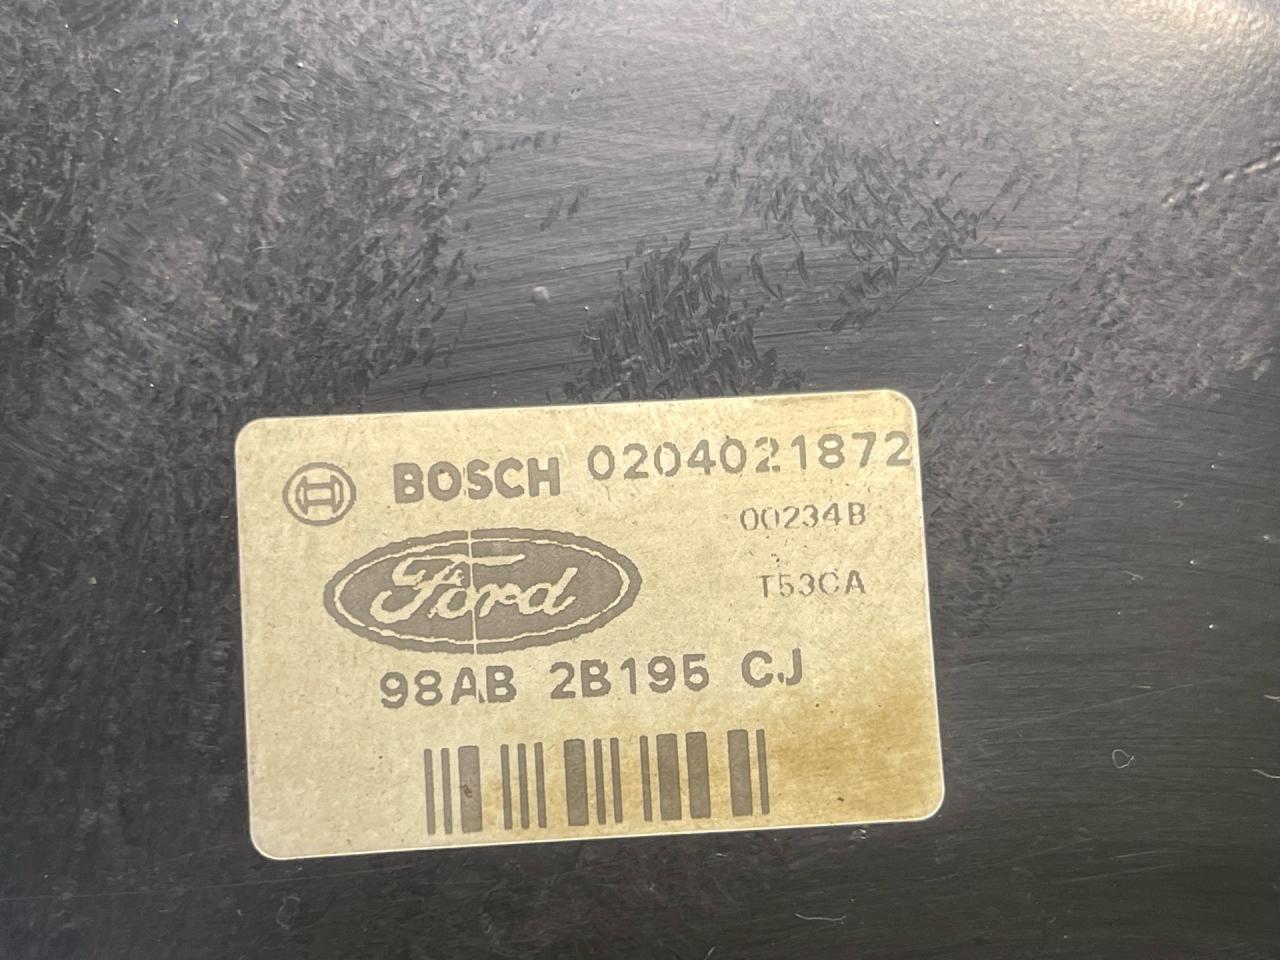 BOSCH 0204021872
00234B
Ford
T53CA
98AB 2B195 CJ